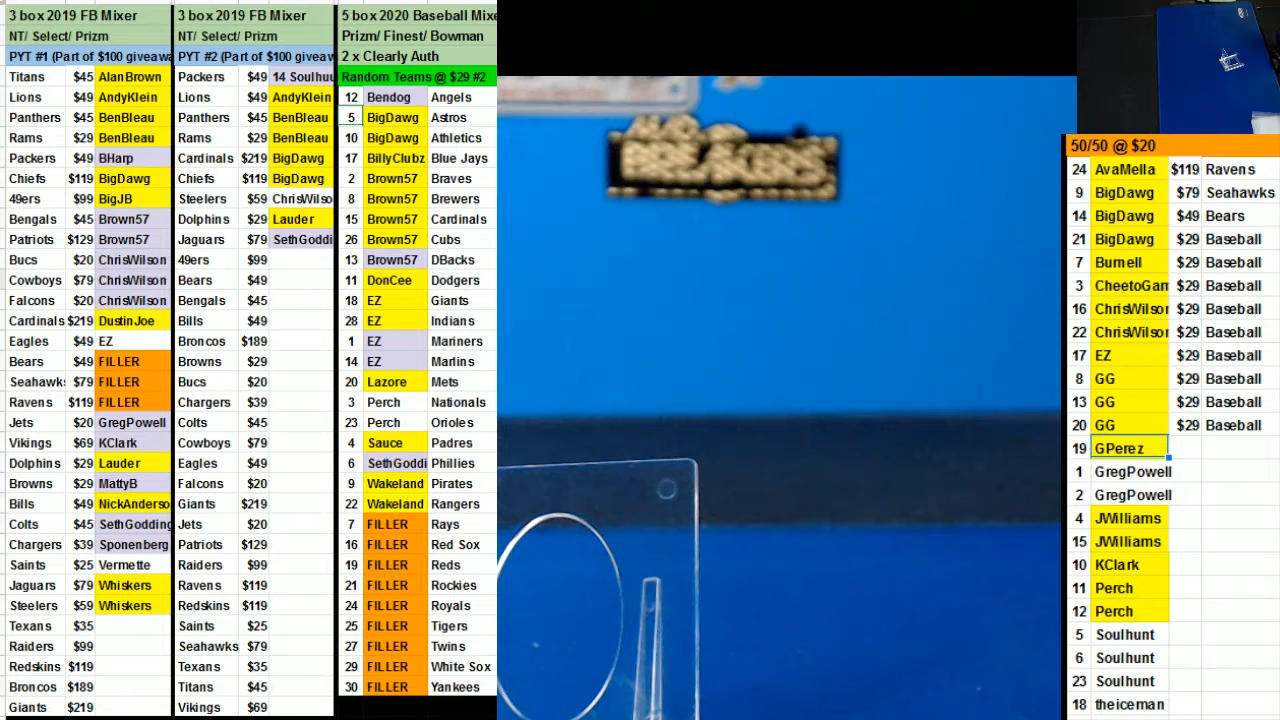 3 box 2019 FB Mixer
NT/ Select/ Prizm
PYT #1 (Part of $100 giveawa
Titans $45 AlanBrown
Lions $49 AndyKlein
Panthers $45 BenBleau
Rams $29 BenBleau
Packers $49 BHarp
Chiefs $119 BigDawg
49ers $99 BigJB
Bengals $45 Brown57
Patriots $129 Brown57
Bucs $20 ChrisWilson
Cowboys $79 ChrisWilson
Falcons $20 ChrisWilson
Cardinals $219 DustinJoe
Eagles $49 EZ
Bears $49 FILLER
Seahawks $79 FILLER
Ravens $119 FILLER
Jets $20 GregPowell
Vikings $69 KClark
Dolphins $29 Lauder
Browns $29 MattyB
Bills $49 NickAnderso
Colts $45 SethGodding
Chargers $39 Sponenberg
Saints $25 Vermette
Jaguars $79 Whiskers
Steelers $59 Whiskers
Texans $35
Raiders $99
Redskins $119
Broncos $189
Giants $219
3 box 2019 FB Mixer
NT/ Select/ Prizm
PYT #2 (Part of $100 giveaw
Packers $49 14 Soulhu
Lions $49 AndyKlein
Panthers $45 BenBleau
Rams $29 BenBleau
Cardinals $219 BigDawg
Chiefs $119 BigDawg
Steelers $59 ChrisWilso
Dolphins $29 Lauder
Jaguars $79 SethGoddi
49ers $99
Bears $49
Bengals $45
Bills $49
Broncos $189
Browns $29
Bucs $20
Chargers $39
Colts $45
Cowboys $79
Eagles $49
Falcons $20
Giants $219
Jets $20
Patriots $129
Raiders $99
Ravens $119
Redskins $119
Saints $25
Seahawks $79
Texans $35
Titans $45
Vikings $69
5 box 2020 Baseball Mixe
Prizm/ Finest/ Bowman
2 x Clearly Auth
Random Teams @ $29 #2
12 Bendog Angels
5 BigDawg Astros
10 BigDawg Athletics
17 BillyClubz Blue Jays
2 Brown57 Braves
8 Brown57 Brewers
15 Brown57 Cardinals
26 Brown57 Cubs
13 Brown57 DBacks
11 DonCee Dodgers
18 EZ Giants
28 EZ Indians
1 EZ Mariners
14 EZ Marlins
20 Lazore Mets
3 Perch Nationals
23 Perch Orioles
4 Sauce Padres
6 SethGoddi Phillies
9 Wakeland Pirates
22 Wakeland Rangers
7 FILLER Rays
16 FILLER Red Sox
19 FILLER Reds
21 FILLER Rockies
24 FILLER Royals
25 FILLER Tigers
27 FILLER Twins
29 FILLER White Sox
30 FILLER Yankees
50/50 @ $20
24 AvaMella $119 Ravens
9 BigDawg $79 Seahawks
14 BigDawg $49 Bears
21 BigDawg $29 Baseball
7 Burnell $29 Baseball
3 CheetoGam $29 Baseball
16 ChrisWilson $29 Baseball
22 ChrisWilson $29 Baseball
17 EZ $29 Baseball
8 GG $29 Baseball
13 GG $29 Baseball
20 GG $29 Baseball
19 GPerez
1 GregPowell
2 GregPowell
4 JWilliams
15 JWilliams
10 KClark
11 Perch
12 Perch
5 Soulhunt
6 Soulhunt
23 Soulhunt
18 theiceman